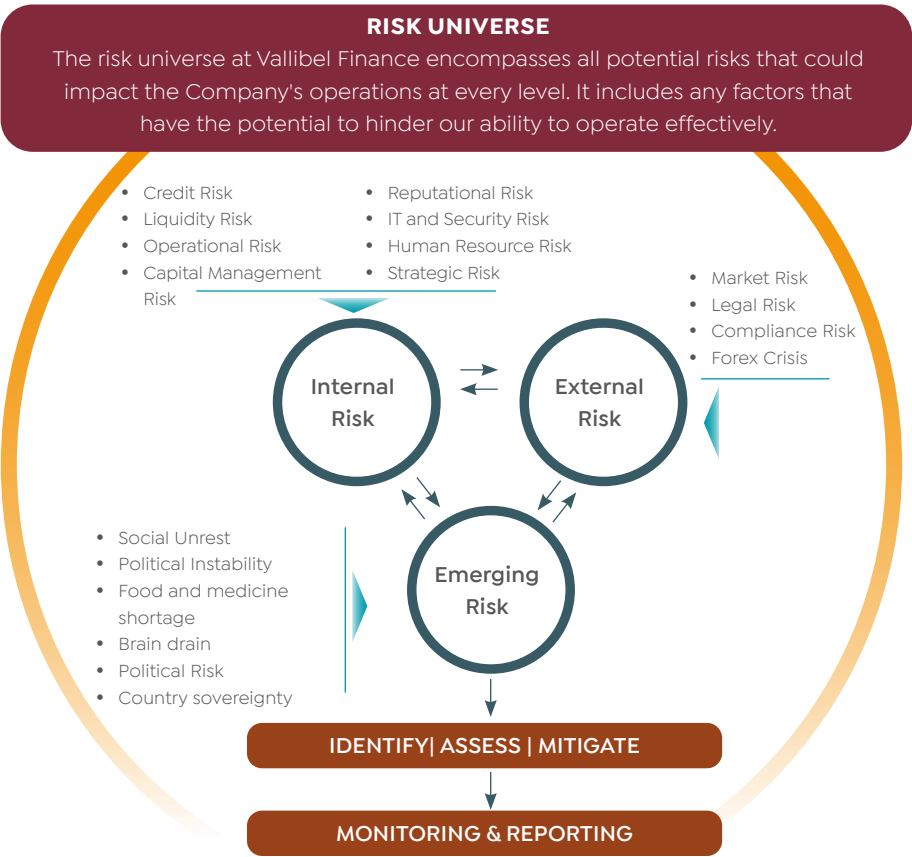 RISK UNIVERSE
The risk universe at Vallibel Finance encompasses all potential risks that could
impact the Company's operations at every level. It includes any factors that
have the potential to hinder our ability to operate effectively.
• Credit Risk
• Liquidity Risk
• Operational Risk
• Capital Management
Risk
• Reputational Risk
• IT and Security Risk
• Human Resource Risk
• Strategic Risk
• Market Risk
• Legal Risk
• Compliance Risk
• Forex Crisis
Internal
Risk
External
Risk
• Social Unrest
• Political Instability
• Food and medicine
shortage
• Brain drain
• Political Risk
• Country sovereignty
Emerging
Risk
IDENTIFY| ASSESS | MITIGATE
MONITORING & REPORTING